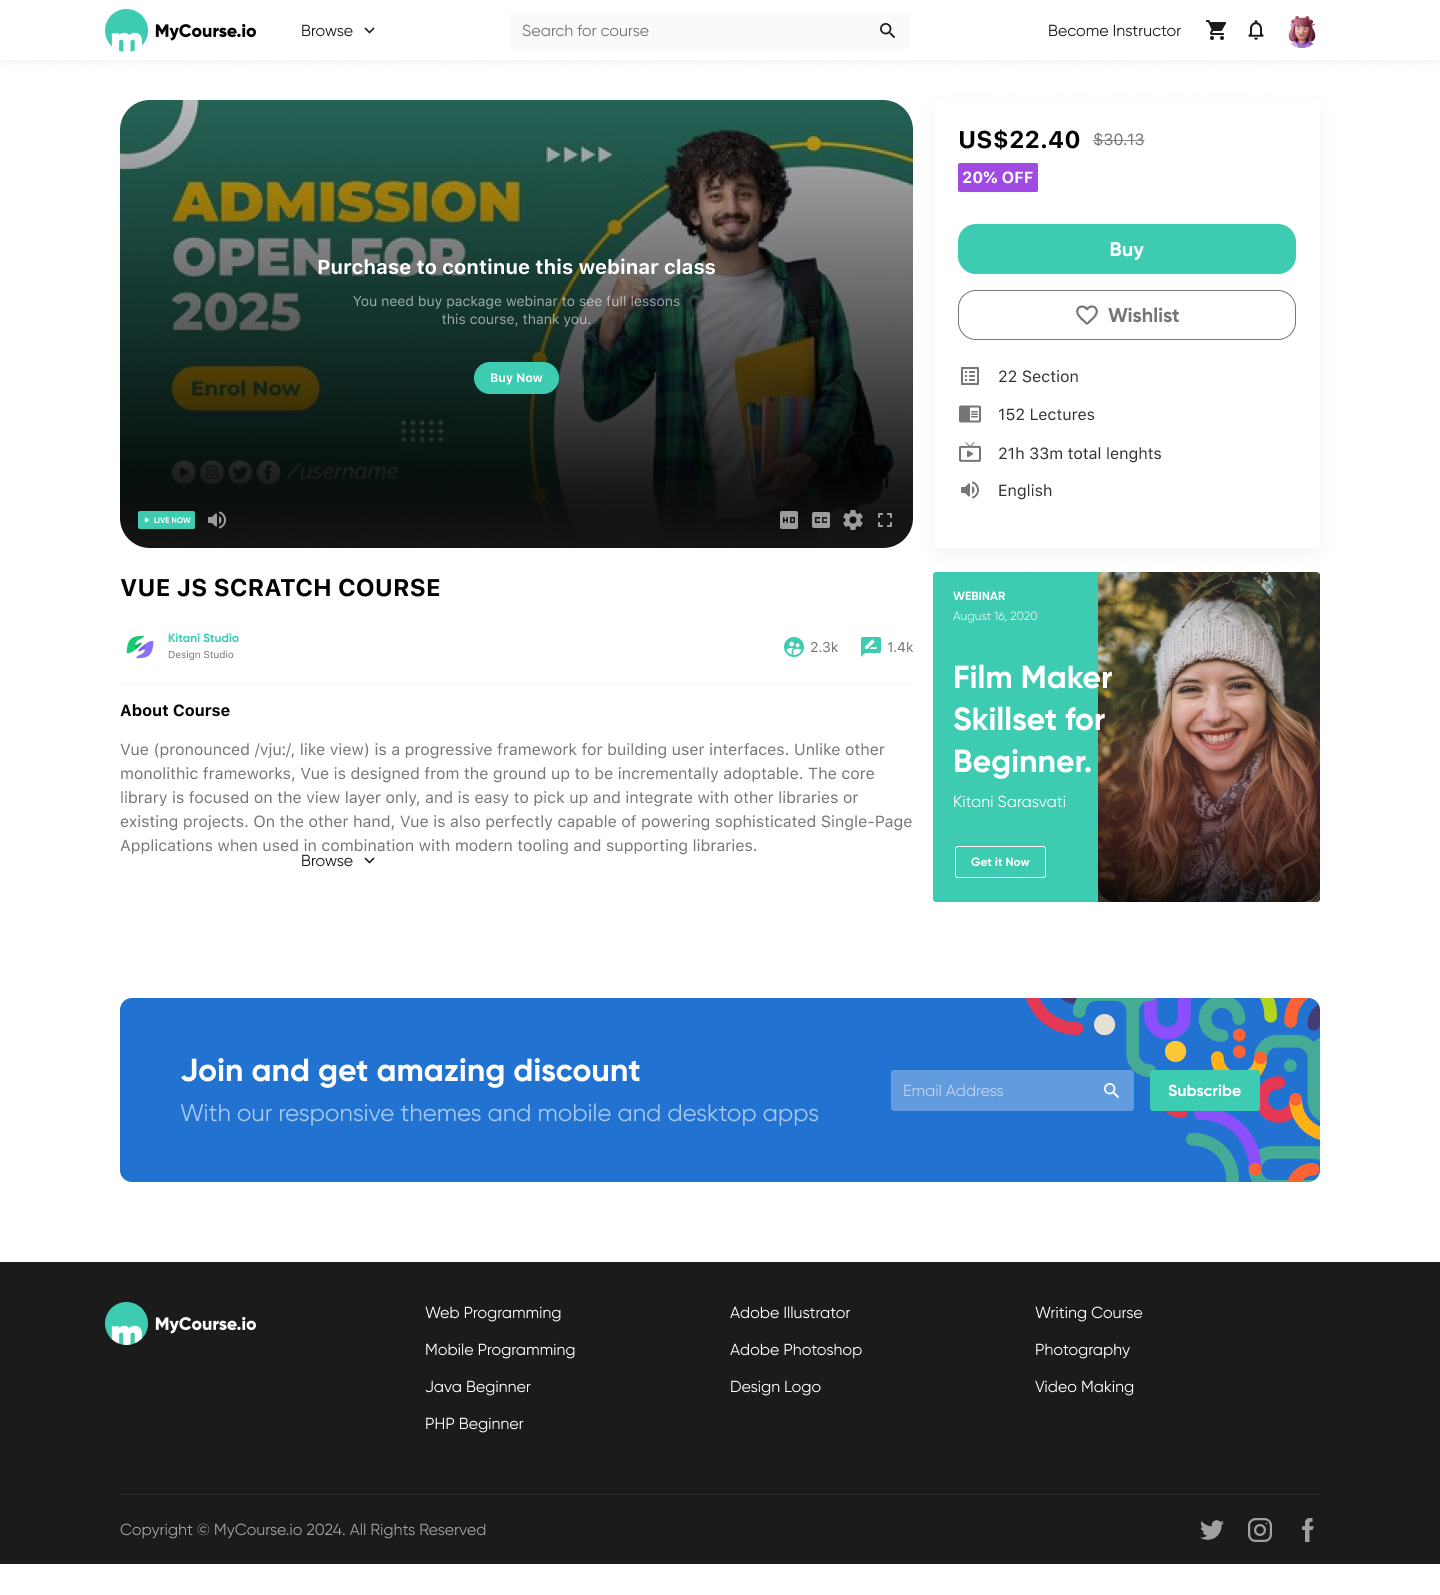 MyCourse.io
Browse
Search for course
Become Instructor
ADMISSION
OPEN FOR
2025
Enrol Now
/username
Purchase to continue this webinar class
You need buy package webinar to see full lessons
this course, thank you.
Buy Now
LIVE NOW
HD
CC
US$22.40 $30.13
20% OFF
Buy
Wishlist
22 Section
152 Lectures
21h 33m total lenghts
English
VUE JS SCRATCH COURSE
Kitani Studio
Design Studio
2.3k
1.4k
About Course
Vue (pronounced /vju:/, like view) is a progressive framework for building user interfaces. Unlike other
monolithic frameworks, Vue is designed from the ground up to be incrementally adoptable. The core
library is focused on the view layer only, and is easy to pick up and integrate with other libraries or
existing projects. On the other hand, Vue is also perfectly capable of powering sophisticated Single-Page
Applications when used in combination with modern tooling and supporting libraries.
Browse
WEBINAR
August 16, 2020
Film Maker
Skillset for
Beginner.
Kitani Sarasvati
Get it Now
Join and get amazing discount
With our responsive themes and mobile and desktop apps
Email Address
Subscribe
MyCourse.io
Web Programming
Mobile Programming
Java Beginner
PHP Beginner
Adobe Illustrator
Adobe Photoshop
Design Logo
Writing Course
Photography
Video Making
Copyright © MyCourse.io 2024. All Rights Reserved